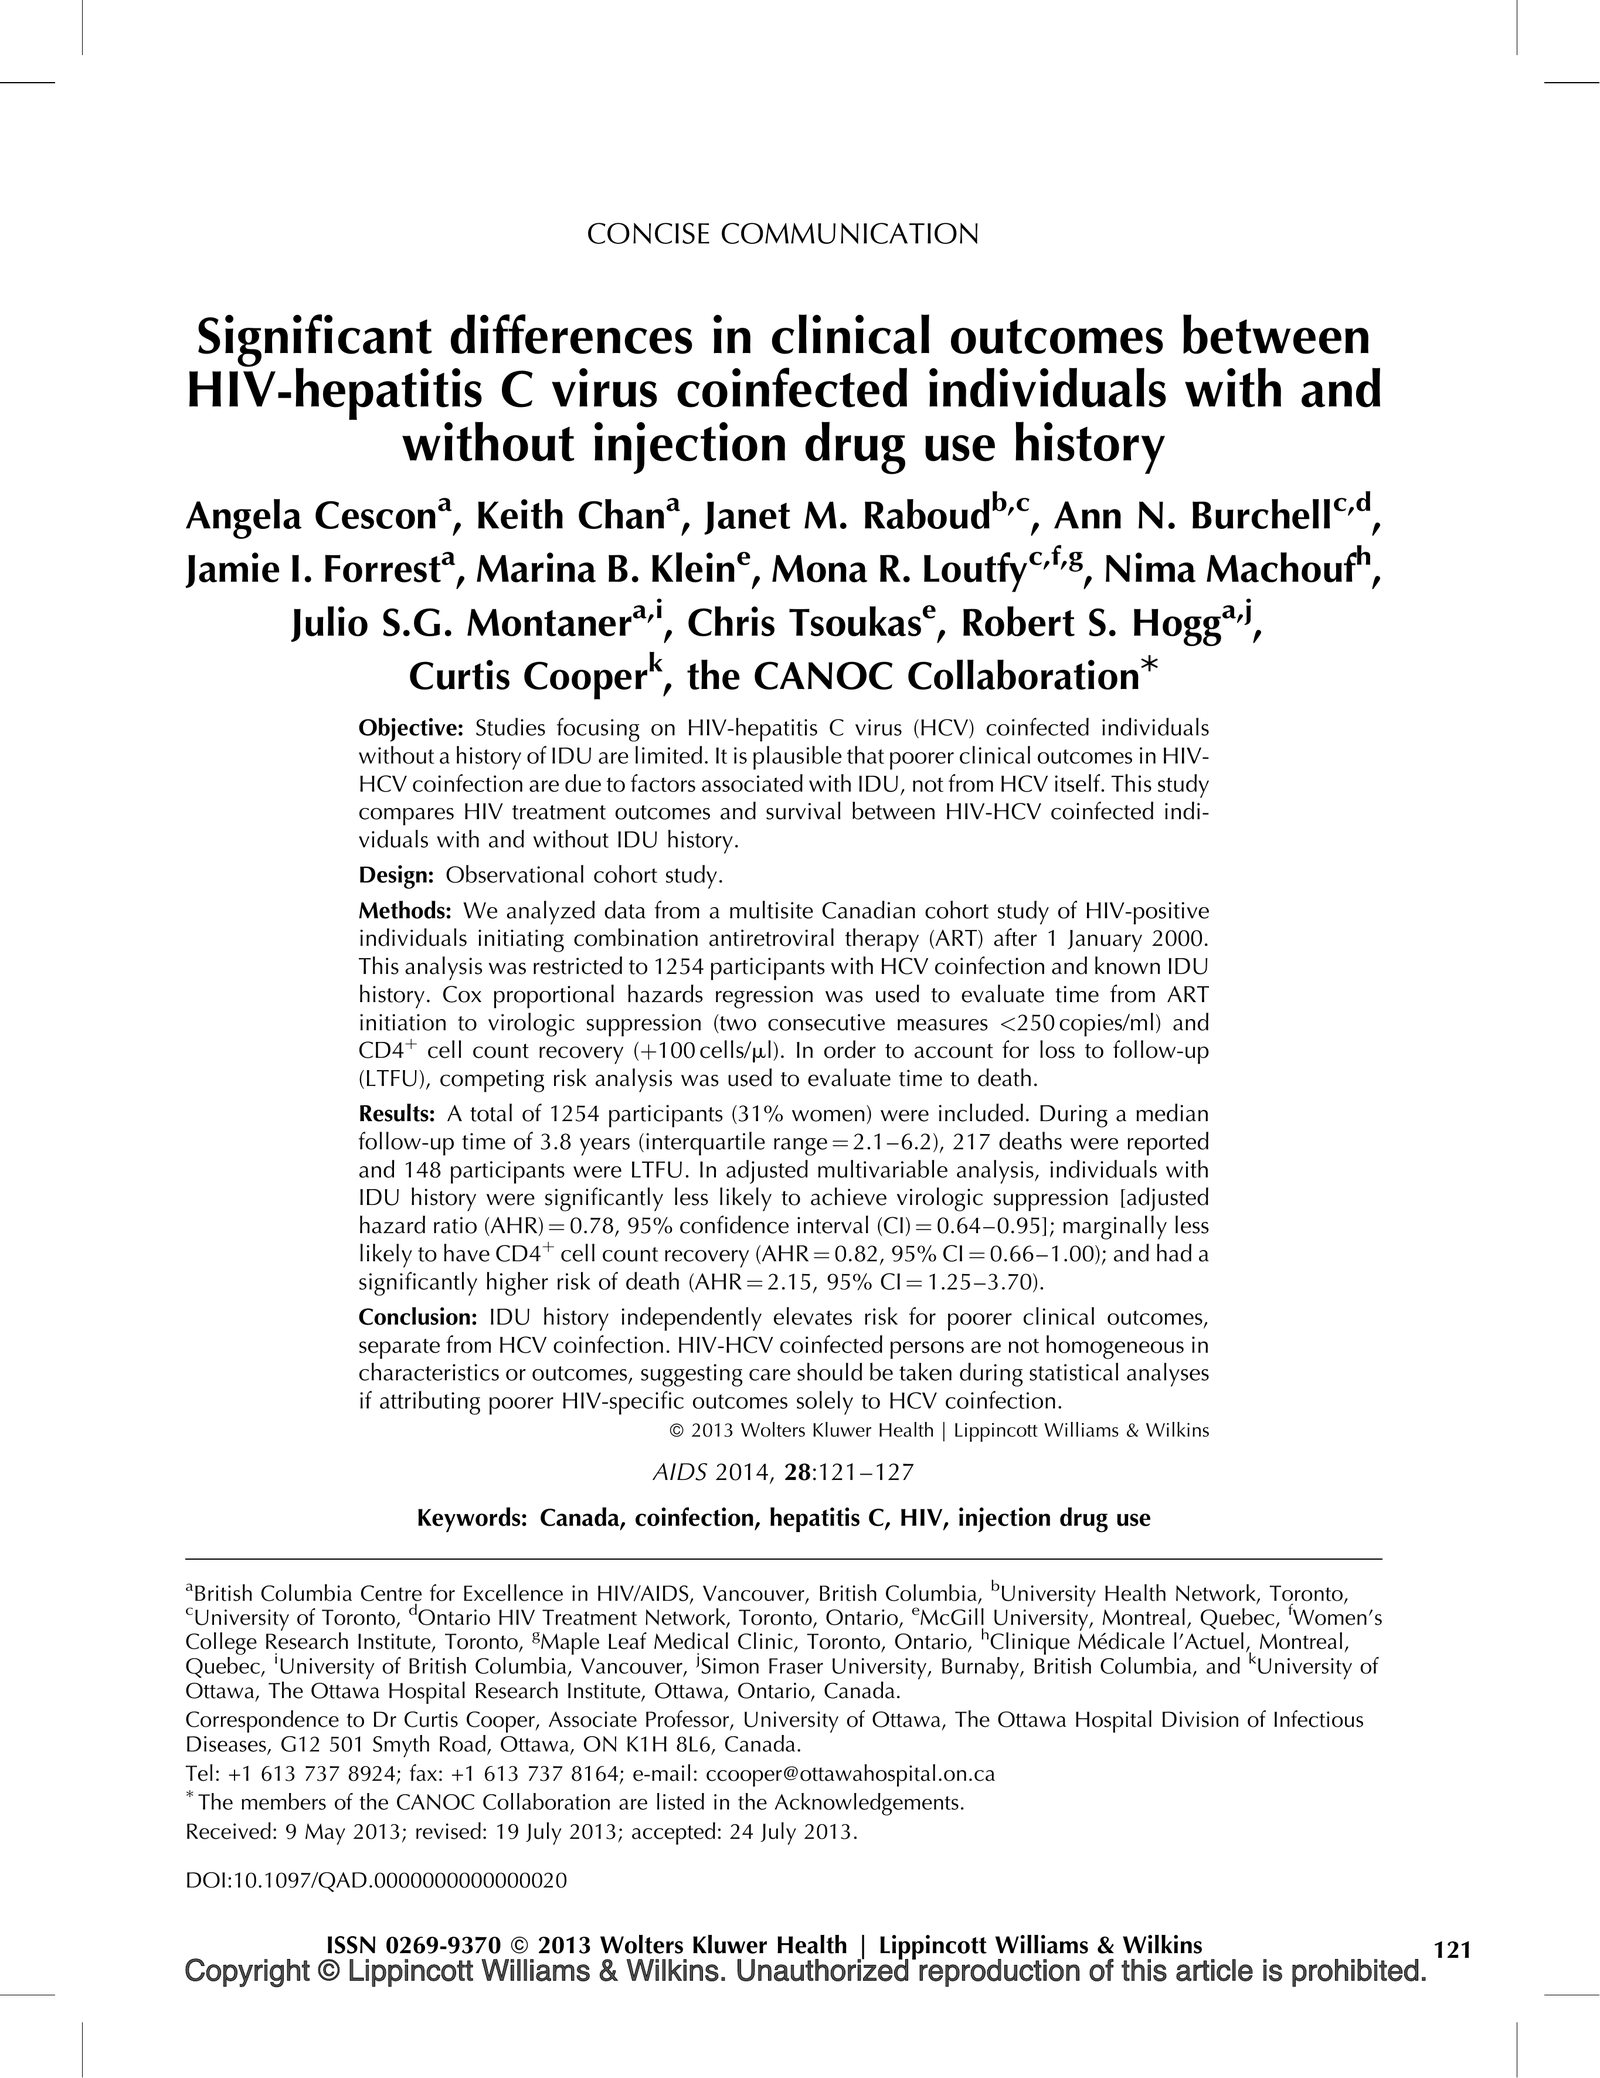 CONCISE COMMUNICATION
Significant differences in clinical outcomes between
HIV-hepatitis C virus coinfected individuals with and
without injection drug use history
Angela Cesconᵃ, Keith Chanᵃ, Janet M. Raboudᵇ,ᶜ, Ann N. Burchellᶜ,ᵈ,
Jamie I. Forrestᵃ, Marina B. Kleinᵉ, Mona R. Loutfyᶜ,ᶠ,ᵍ, Nima Machoufʰ,
Julio S.G. Montanerᵃ,ⁱ, Chris Tsoukasᵉ, Robert S. Hoggᵃ,ʲ,
Curtis Cooperᵏ, the CANOC Collaboration*
Objective: Studies focusing on HIV-hepatitis C virus (HCV) coinfected individuals
without a history of IDU are limited. It is plausible that poorer clinical outcomes in HIV-
HCV coinfection are due to factors associated with IDU, not from HCV itself. This study
compares HIV treatment outcomes and survival between HIV-HCV coinfected indi-
viduals with and without IDU history.
Design: Observational cohort study.
Methods: We analyzed data from a multisite Canadian cohort study of HIV-positive
individuals initiating combination antiretroviral therapy (ART) after 1 January 2000.
This analysis was restricted to 1254 participants with HCV coinfection and known IDU
history. Cox proportional hazards regression was used to evaluate time from ART
initiation to virologic suppression (two consecutive measures <250 copies/ml) and
CD4⁺ cell count recovery (+100 cells/μl). In order to account for loss to follow-up
(LTFU), competing risk analysis was used to evaluate time to death.
Results: A total of 1254 participants (31% women) were included. During a median
follow-up time of 3.8 years (interquartile range = 2.1–6.2), 217 deaths were reported
and 148 participants were LTFU. In adjusted multivariable analysis, individuals with
IDU history were significantly less likely to achieve virologic suppression [adjusted
hazard ratio (AHR) = 0.78, 95% confidence interval (CI) = 0.64–0.95]; marginally less
likely to have CD4⁺ cell count recovery (AHR = 0.82, 95% CI = 0.66–1.00); and had a
significantly higher risk of death (AHR = 2.15, 95% CI = 1.25–3.70).
Conclusion: IDU history independently elevates risk for poorer clinical outcomes,
separate from HCV coinfection. HIV-HCV coinfected persons are not homogeneous in
characteristics or outcomes, suggesting care should be taken during statistical analyses
if attributing poorer HIV-specific outcomes solely to HCV coinfection.
© 2013 Wolters Kluwer Health | Lippincott Williams & Wilkins
AIDS 2014, 28:121–127
Keywords: Canada, coinfection, hepatitis C, HIV, injection drug use
ᵃBritish Columbia Centre for Excellence in HIV/AIDS, Vancouver, British Columbia, ᵇUniversity Health Network, Toronto,
ᶜUniversity of Toronto, ᵈOntario HIV Treatment Network, Toronto, Ontario, ᵉMcGill University, Montreal, Quebec, ᶠWomen's
College Research Institute, Toronto, ᵍMaple Leaf Medical Clinic, Toronto, Ontario, ʰClinique Médicale l'Actuel, Montreal,
Quebec, ⁱUniversity of British Columbia, Vancouver, ʲSimon Fraser University, Burnaby, British Columbia, and ᵏUniversity of
Ottawa, The Ottawa Hospital Research Institute, Ottawa, Ontario, Canada.
Correspondence to Dr Curtis Cooper, Associate Professor, University of Ottawa, The Ottawa Hospital Division of Infectious
Diseases, G12 501 Smyth Road, Ottawa, ON K1H 8L6, Canada.
Tel: +1 613 737 8924; fax: +1 613 737 8164; e-mail: ccooper@ottawahospital.on.ca
*The members of the CANOC Collaboration are listed in the Acknowledgements.
Received: 9 May 2013; revised: 19 July 2013; accepted: 24 July 2013.
DOI:10.1097/QAD.0000000000000020
ISSN 0269-9370 © 2013 Wolters Kluwer Health | Lippincott Williams & Wilkins
121
Copyright © Lippincott Williams & Wilkins. Unauthorized reproduction of this article is prohibited.